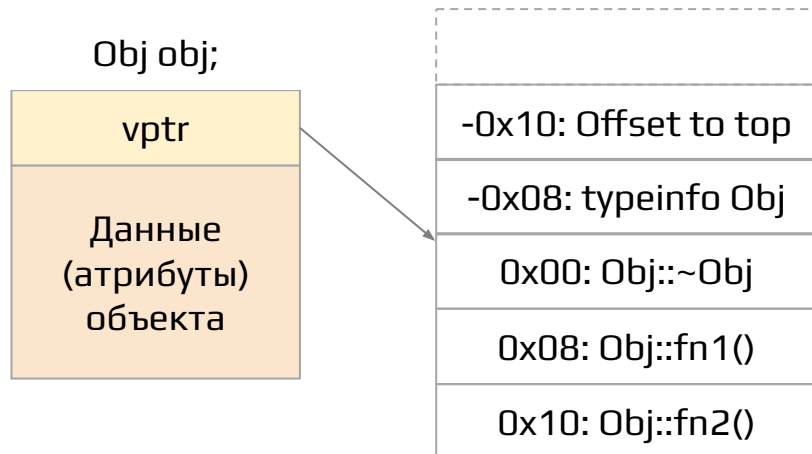 Obj obj;
vptr
Данные
(атрибуты)
объекта
-0x10: Offset to top
-0x08: typeinfo Obj
0x00: Obj::~Obj
0x08: Obj::fn1()
0x10: Obj::fn2()